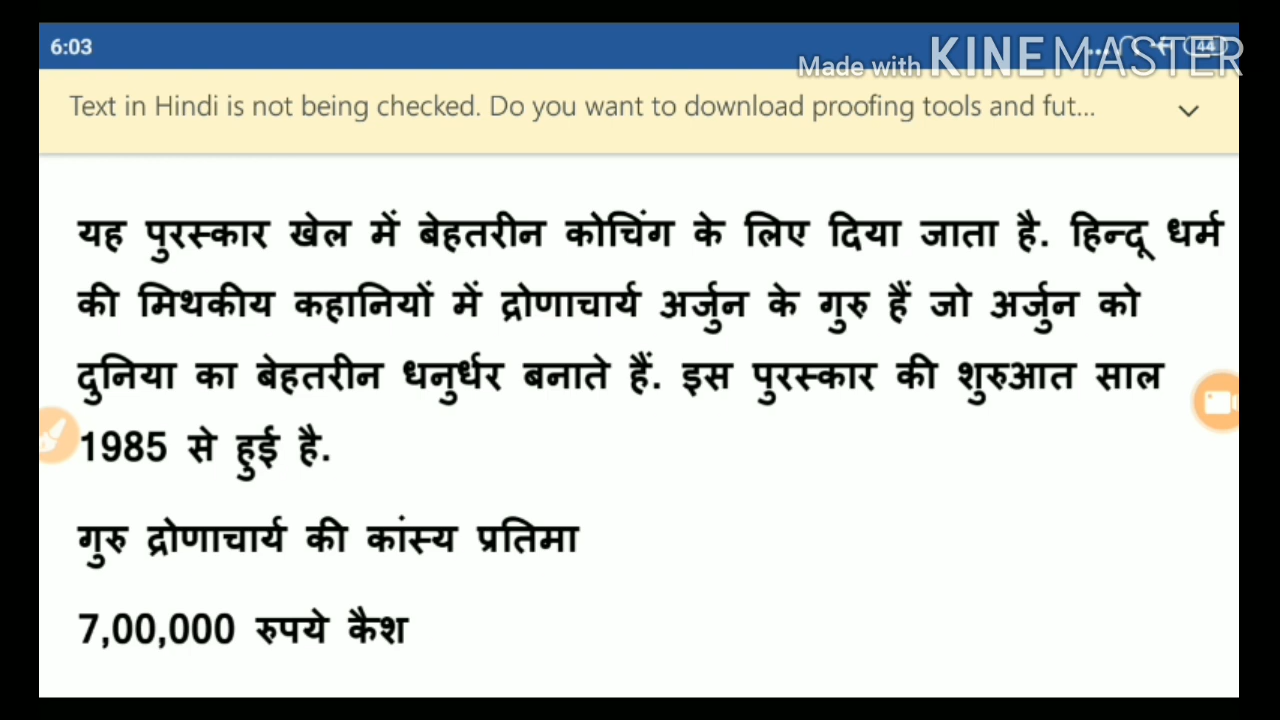 6:03
44
Made with KINEMASTER
Text in Hindi is not being checked. Do you want to download proofing tools and fut...
यह पुरस्कार खेल में बेहतरीन कोचिंग के लिए दिया जाता है. हिन्दू धर्म
की मिथकीय कहानियों में द्रोणाचार्य अर्जुन के गुरु हैं जो अर्जुन को
दुनिया का बेहतरीन धनुर्धर बनाते हैं. इस पुरस्कार की शुरुआत साल
1985 से हुई है.
गुरु द्रोणाचार्य की कांस्य प्रतिमा
7,00,000 रुपये कैश